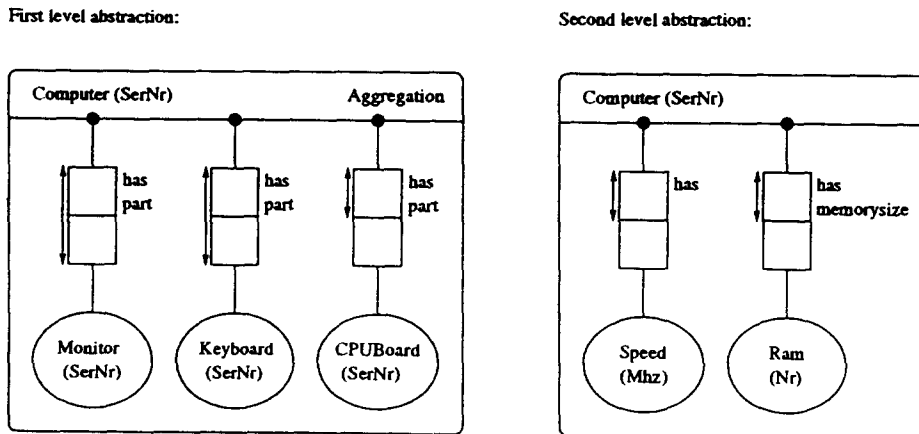 First level abstraction:
Second level abstraction:
Computer (SerNr)
Aggregation
Computer (SerNr)
has
part
has
part
has
part
has
has
memorysize
Monitor
(SerNr)
Keyboard
(SerNr)
CPUBoard
(SerNr)
Speed
(Mhz)
Ram
(Nr)